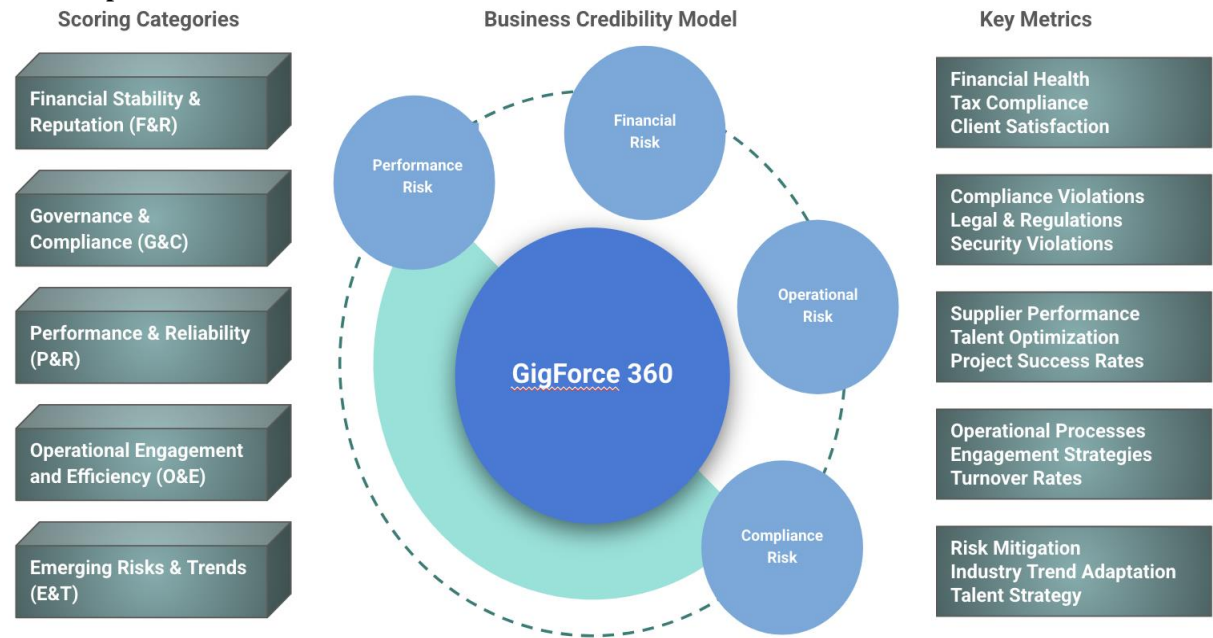 Scoring Categories
Business Credibility Model
Key Metrics
Financial Stability &
Reputation (F&R)
Governance &
Compliance (G&C)
Performance & Reliability
(P&R)
Operational Engagement
and Efficiency (O&E)
Emerging Risks & Trends
(E&T)
Performance
Risk
Financial
Risk
Operational
Risk
GigForce 360
Compliance
Risk
Financial Health
Tax Compliance
Client Satisfaction
Compliance Violations
Legal & Regulations
Security Violations
Supplier Performance
Talent Optimization
Project Success Rates
Operational Processes
Engagement Strategies
Turnover Rates
Risk Mitigation
Industry Trend Adaptation
Talent Strategy